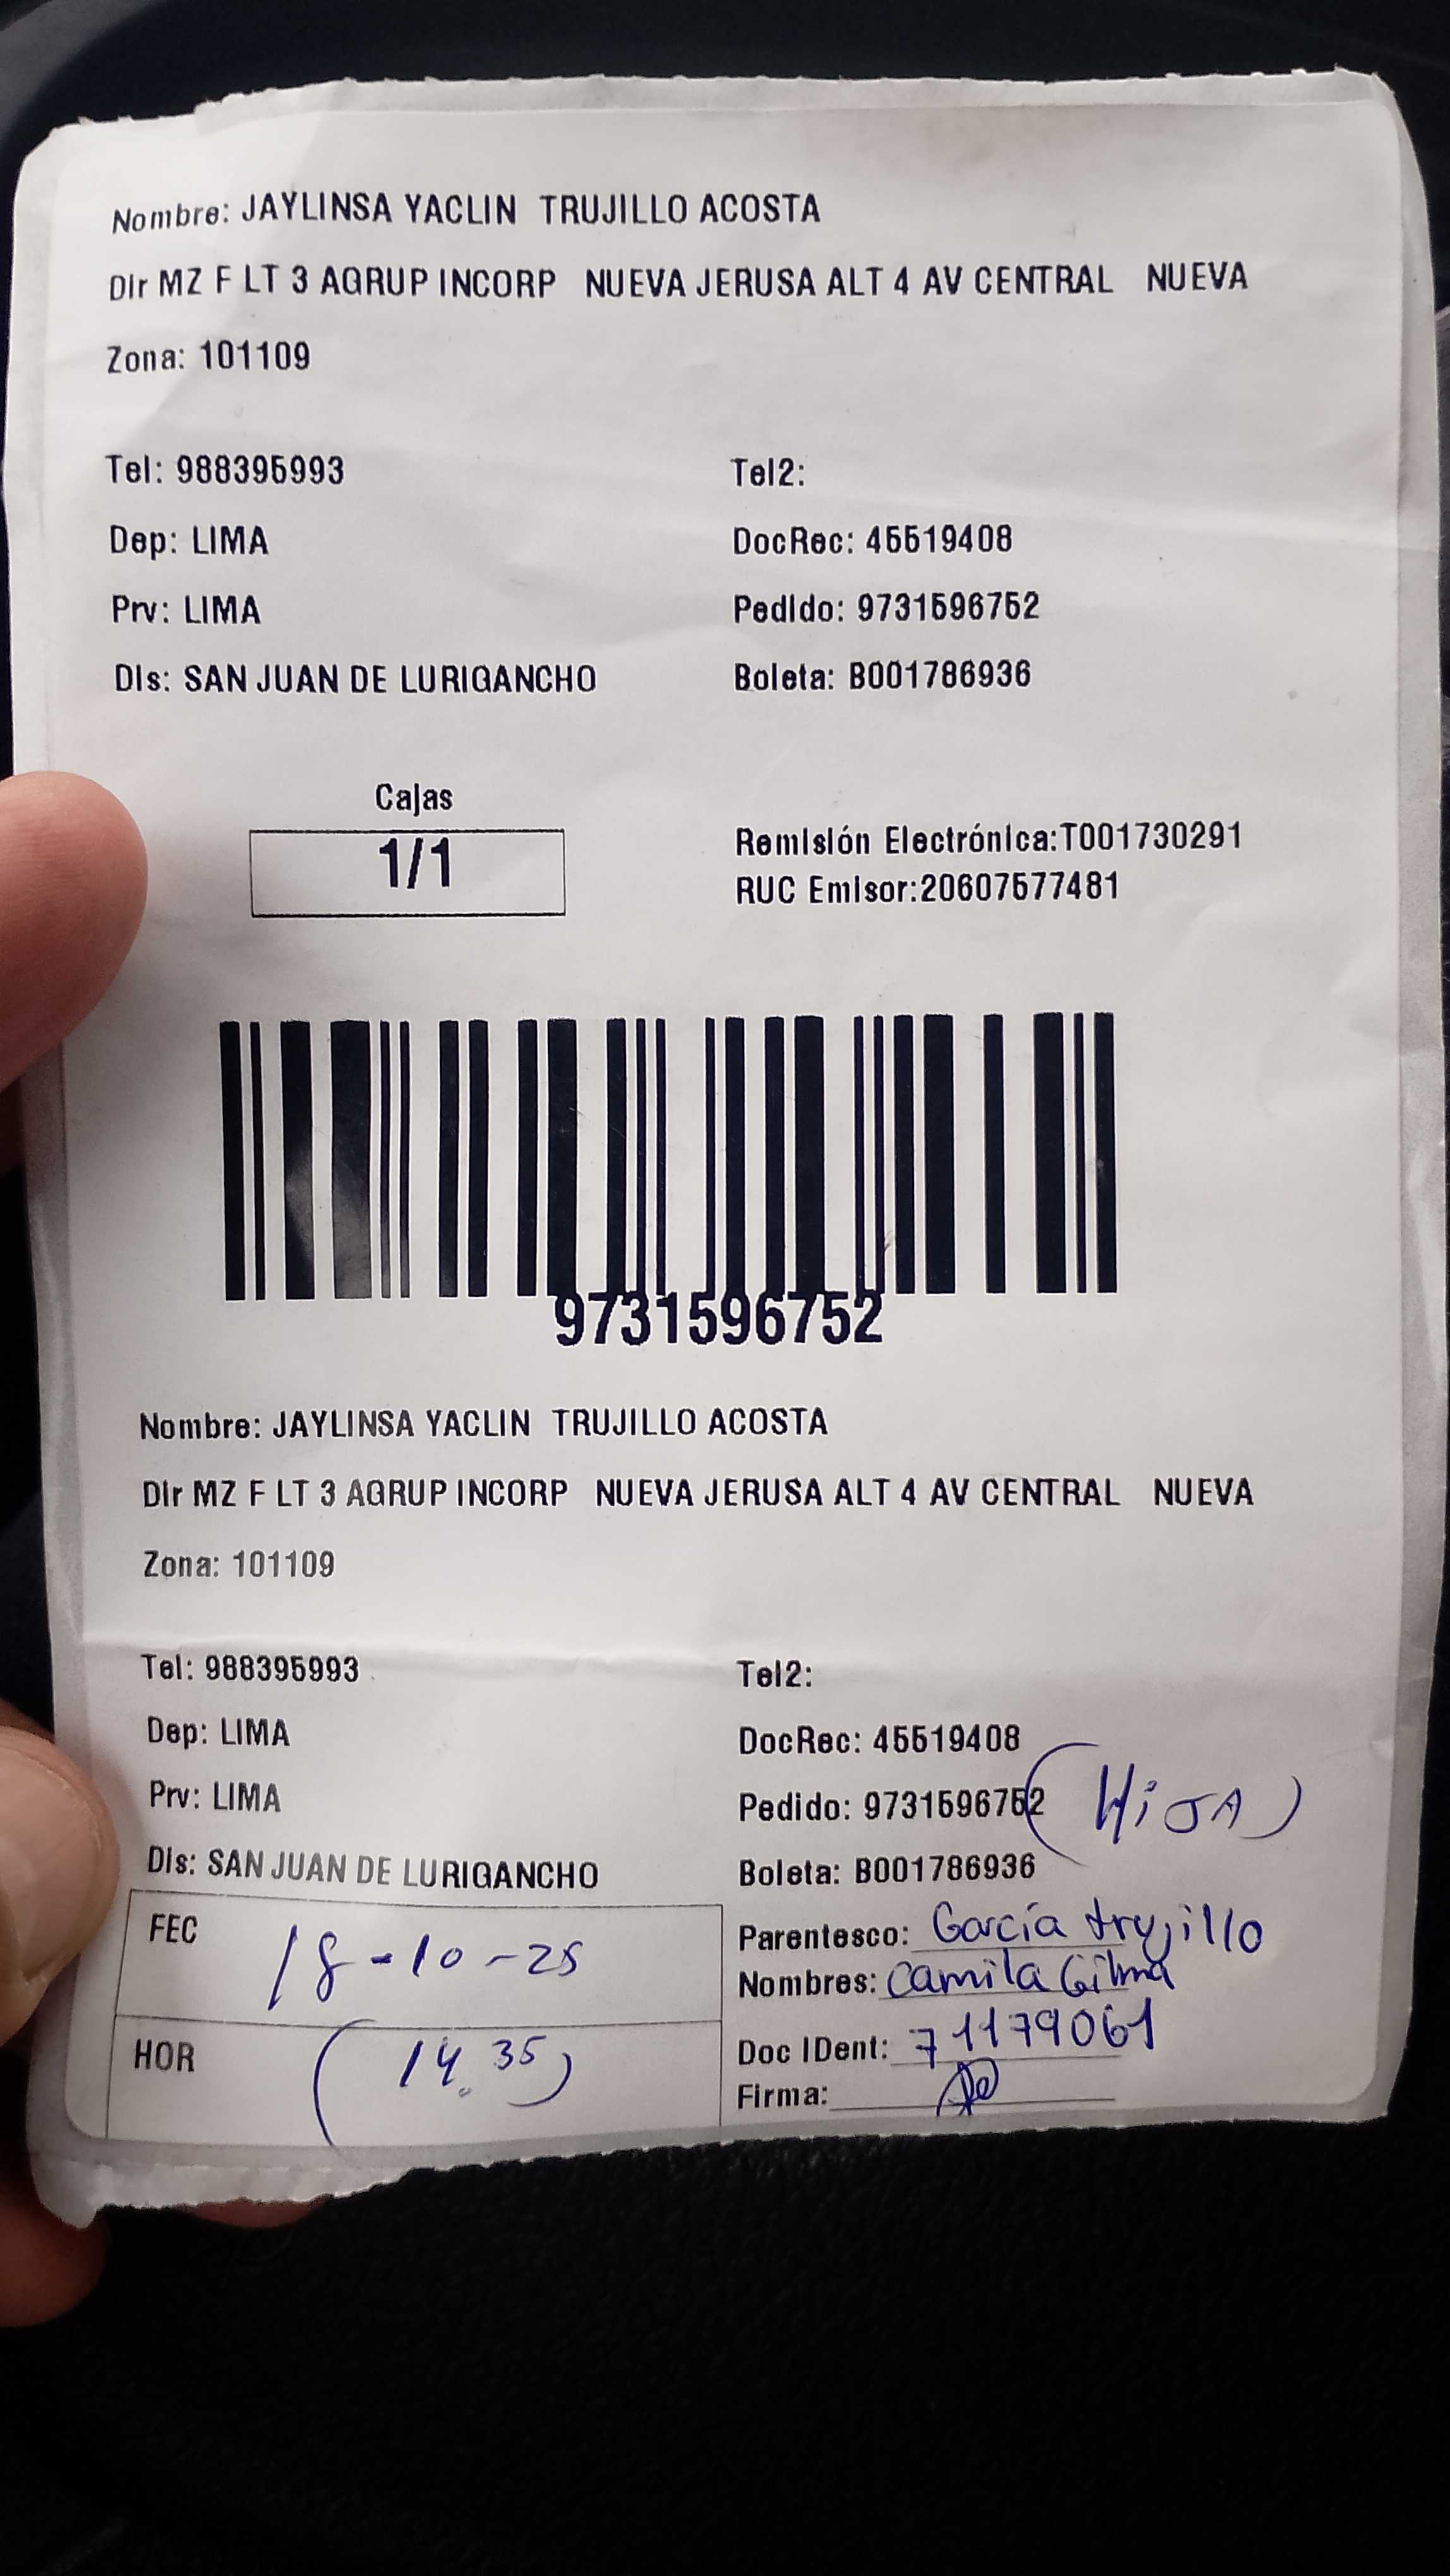 Nombre: JAYLINSA YACLIN TRUJILLO ACOSTA
Dir MZ F LT 3 AGRUP INCORP NUEVA JERUSA ALT 4 AV CENTRAL NUEVA
Zona: 101109
Tel: 988395993 Tel2:
Dep: LIMA DocRec: 45519408
Prv: LIMA Pedido: 9731596752
Dis: SAN JUAN DE LURIGANCHO Boleta: B001786936
Cajas
1/1
Remisión Electrónica:T001730291
RUC Emisor:20607577481
9731596752
Nombre: JAYLINSA YACLIN TRUJILLO ACOSTA
Dir MZ F LT 3 AGRUP INCORP NUEVA JERUSA ALT 4 AV CENTRAL NUEVA
Zona: 101109
Tel: 988395993 Tel2:
Dep: LIMA DocRec: 45519408
Prv: LIMA Pedido: 9731596752 (HIJA)
Dis: SAN JUAN DE LURIGANCHO Boleta: B001786936
FEC 18-10-25
HOR (14.35)
Parentesco: García trujillo
Nombres: Camila Gilma
Doc IDent: 71179061
Firma: